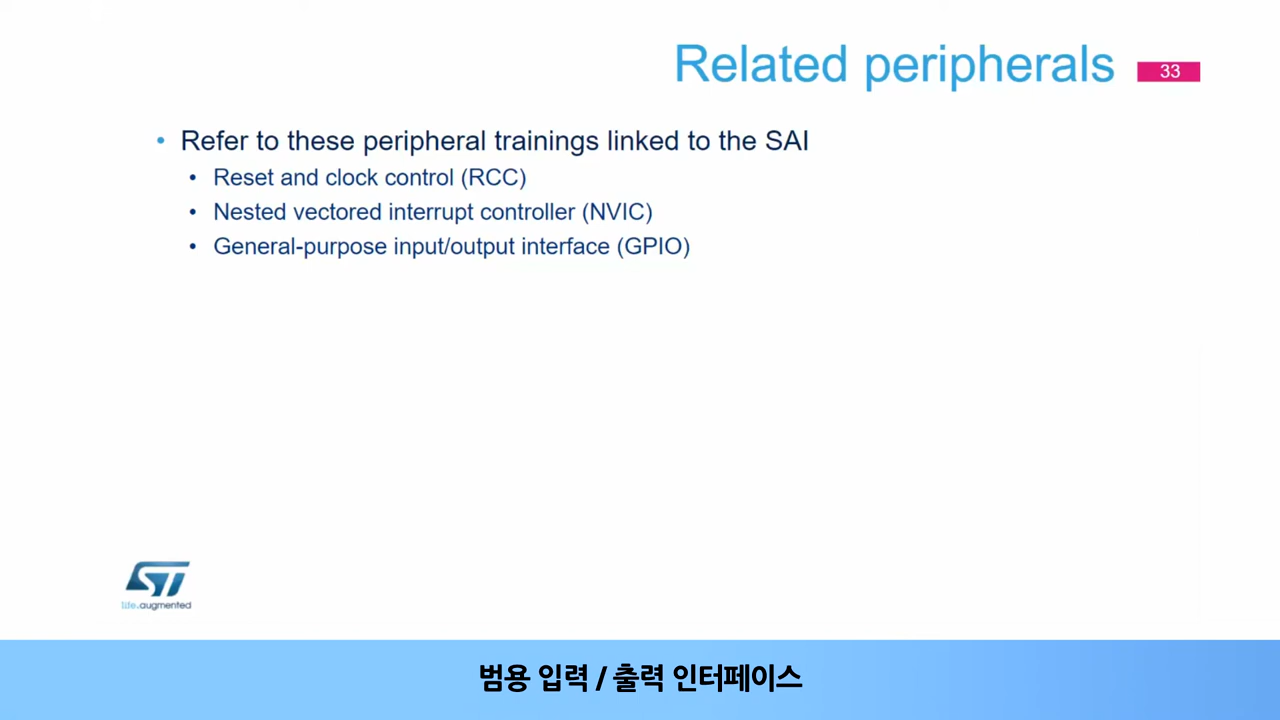 Related peripherals
33
• Refer to these peripheral trainings linked to the SAI
• Reset and clock control (RCC)
• Nested vectored interrupt controller (NVIC)
• General-purpose input/output interface (GPIO)
ST
life.augmented
범용 입력 / 출력 인터페이스